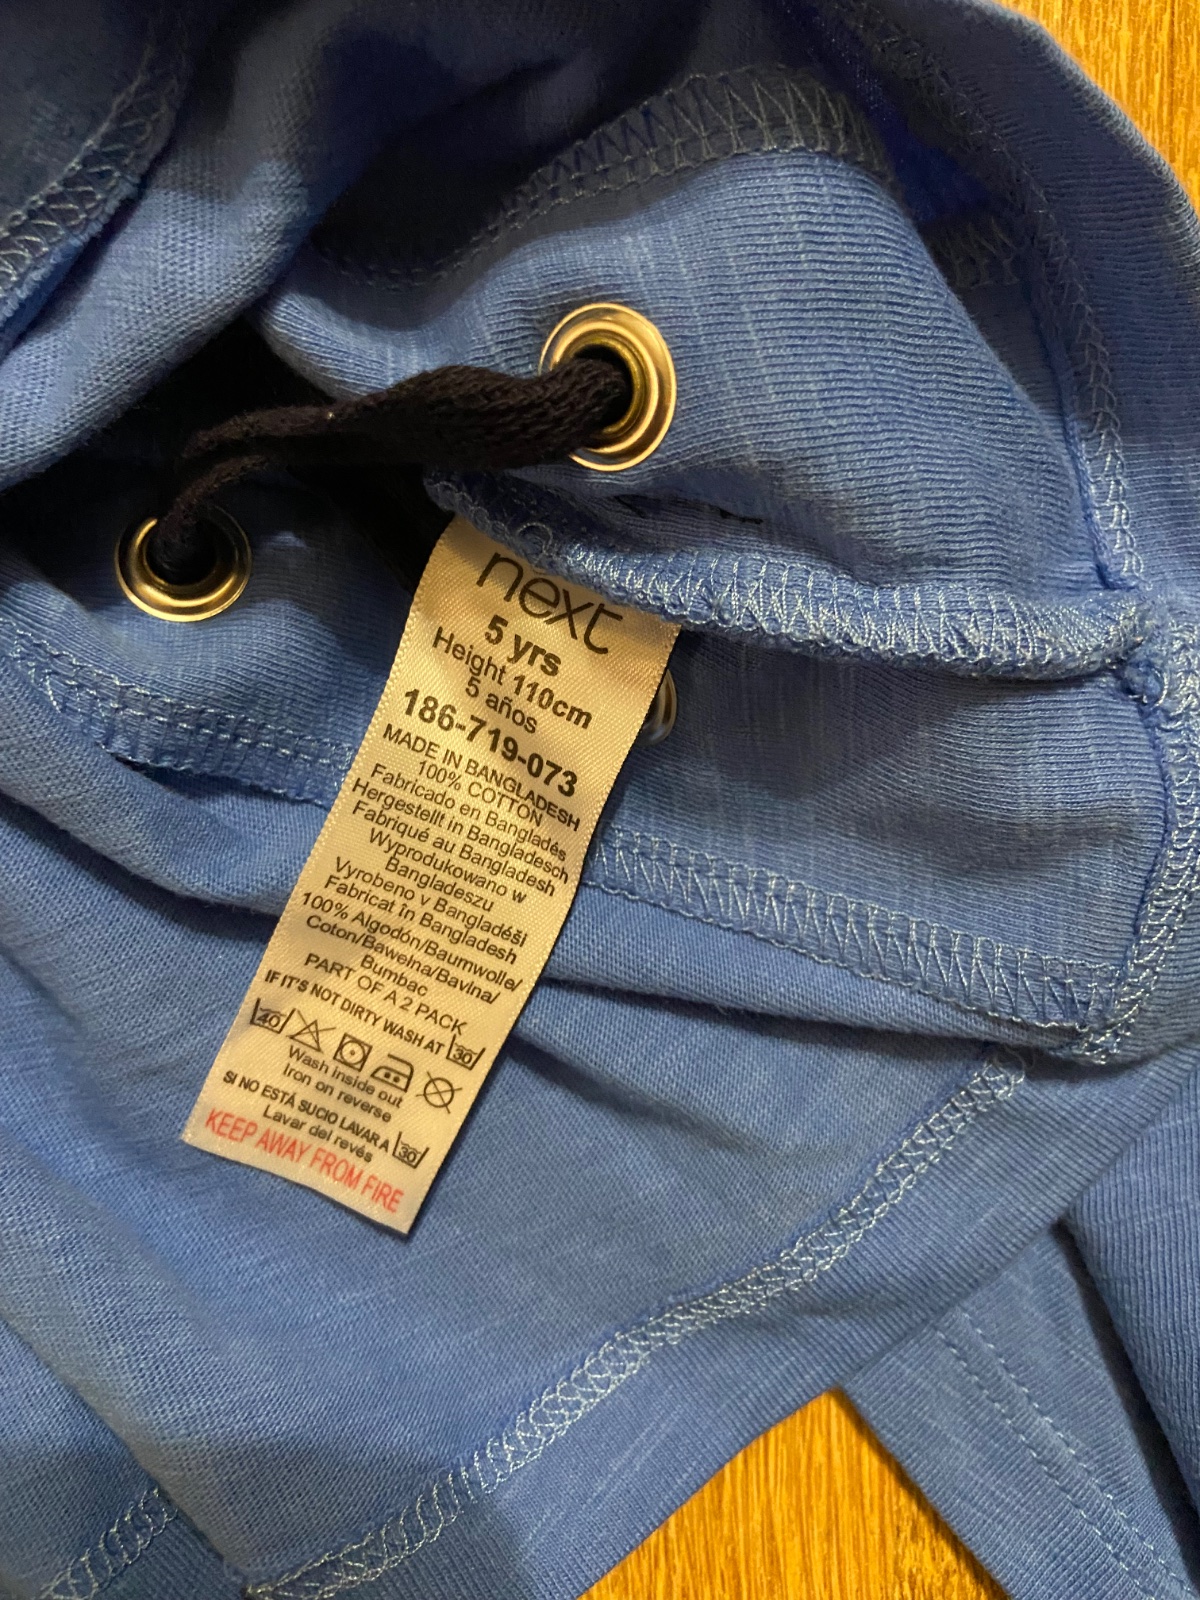 next
5 yrs
Height 110cm
5 años
186-719-073
MADE IN BANGLADESH
100% COTTON
Fabricado en Bangladés
Hergestellt in Bangladesch
Fabriqué au Bangladesh
Wyprodukowano w
Bangladeszu
Vyrobeno v Bangladéši
Fabricat în Bangladesh
100% Algodón/Baumwolle/
Coton/Bawełna/Bavlna/
Bumbac
PART OF A 2 PACK
IF IT'S NOT DIRTY WASH AT 30
40
Wash inside out
Iron on reverse
SI NO ESTÁ SUCIO LAVAR A 30
Lavar del revés
KEEP AWAY FROM FIRE